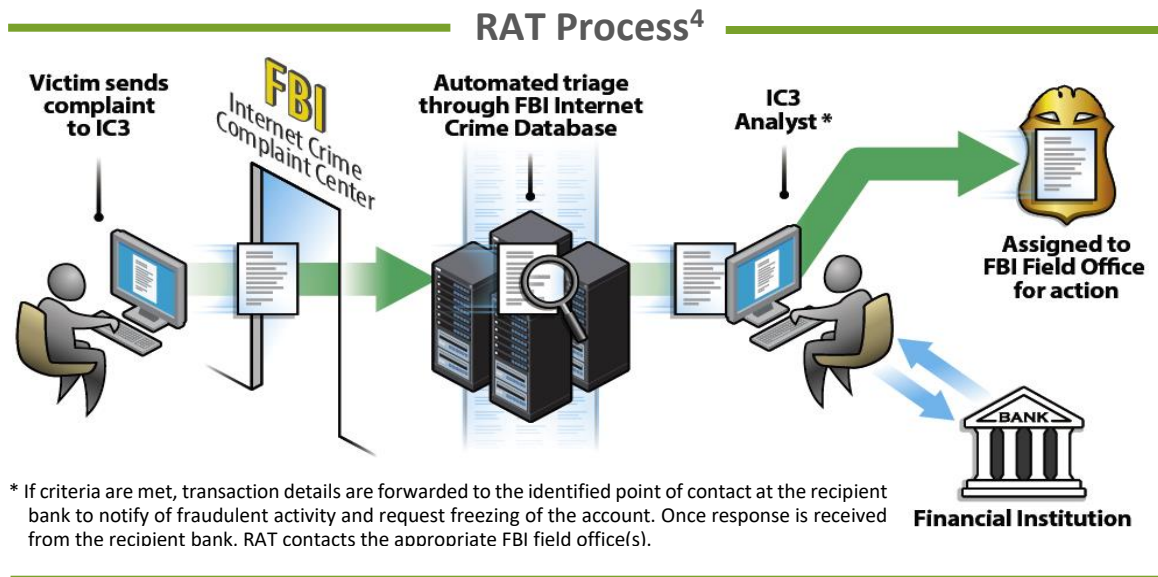 RAT Process4
Victim sends
complaint
to IC3
FBI
Internet Crime
Complaint Center
Automated triage
through FBI Internet
Crime Database
IC3
Analyst *
Assigned to
FBI Field Office
for action
BANK
Financial Institution
* If criteria are met, transaction details are forwarded to the identified point of contact at the recipient
bank to notify of fraudulent activity and request freezing of the account. Once response is received
from the recipient bank, RAT contacts the appropriate FBI field office(s).